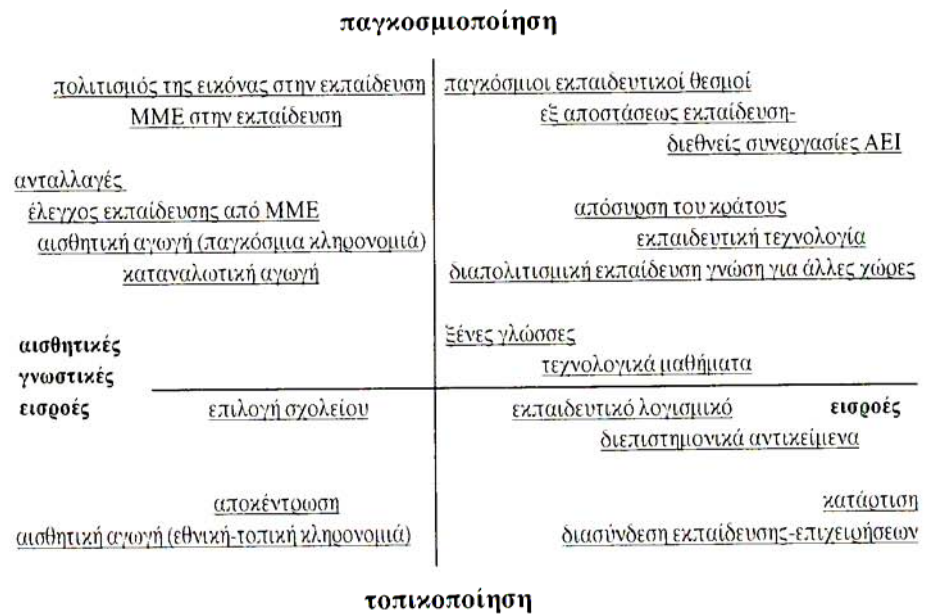 παγκοσμιοποίηση
πολιτισμός της εικόνας στην εκπαίδευση
ΜΜΕ στην εκπαίδευση
παγκόσμιοι εκπαιδευτικοί θεσμοί
εξ αποστάσεως εκπαίδευση-
διεθνείς συνεργασίες ΑΕΙ
ανταλλαγές
έλεγχος εκπαίδευσης από ΜΜΕ
αισθητική αγωγή (παγκόσμια κληρονομιά)
καταναλωτική αγωγή
απόσυρση του κράτους
εκπαιδευτική τεχνολογία
διαπολιτισμική εκπαίδευση γνώση για άλλες χώρες
ξένες γλώσσες
τεχνολογικά μαθήματα
αισθητικές
γνωστικές
εισροές
επιλογή σχολείου
εκπαιδευτικό λογισμικό
εισροές
διεπιστημονικά αντικείμενα
αποκέντρωση
αισθητική αγωγή (εθνική-τοπική κληρονομιά)
κατάρτιση
διασύνδεση εκπαίδευσης-επιχειρήσεων
τοπικοποίηση